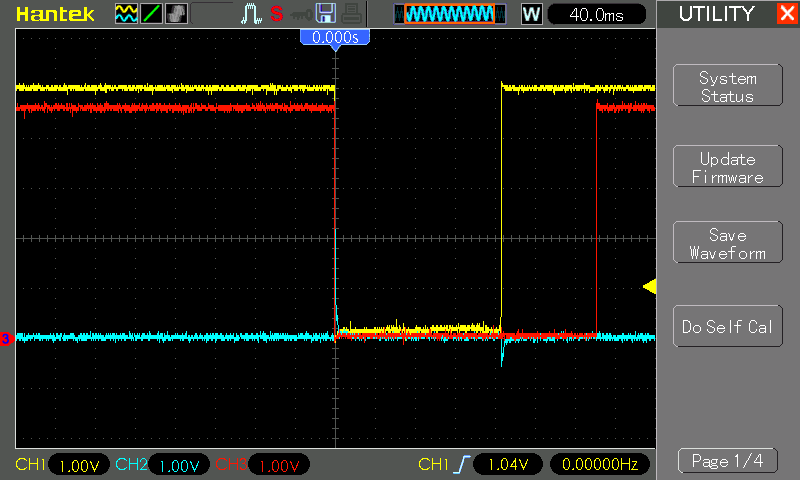 Hantek
S
W
40.0ms
UTILITY
0.000s
System
Status
Update
Firmware
Save
Waveform
Do Self Cal
3
CH1 1.00V CH2 1.00V CH3 1.00V CH1 1.04V 0.00000Hz
Page 1/4